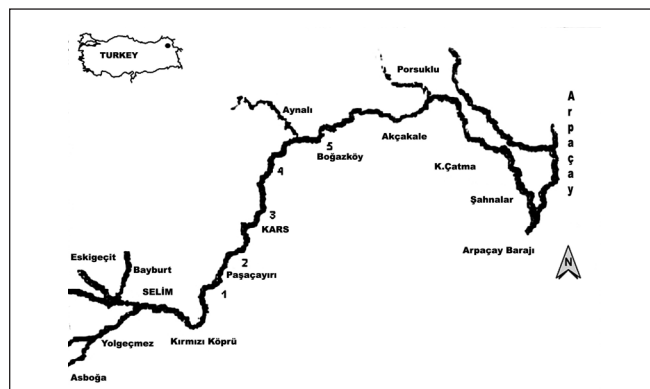 TURKEY
Porsuklu
Arpaçay
Aynalı
Akçakale
5
Boğazköy
4
K.Çatma
Şahnalar
3
KARS
Arpaçay Barajı
Eskigeçit
Bayburt
2
Paşaçayırı
N
SELİM
1
Yolgeçmez
Kırmızı Köprü
Asboğa